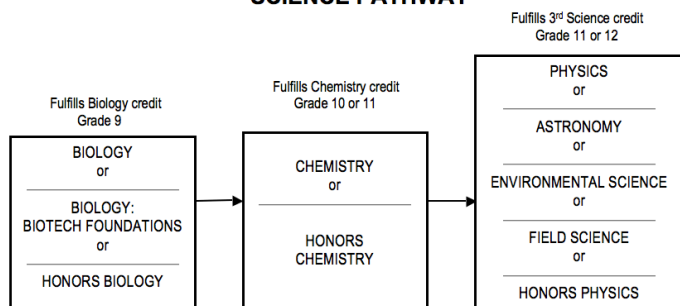 SCIENCE PATHWAY
Fulfills 3rd Science credit
Grade 11 or 12
Fulfills Biology credit
Grade 9
BIOLOGY
or
BIOLOGY:
BIOTECH FOUNDATIONS
or
HONORS BIOLOGY
Fulfills Chemistry credit
Grade 10 or 11
CHEMISTRY
or
HONORS
CHEMISTRY
PHYSICS
or
ASTRONOMY
or
ENVIRONMENTAL SCIENCE
or
FIELD SCIENCE
or
HONORS PHYSICS